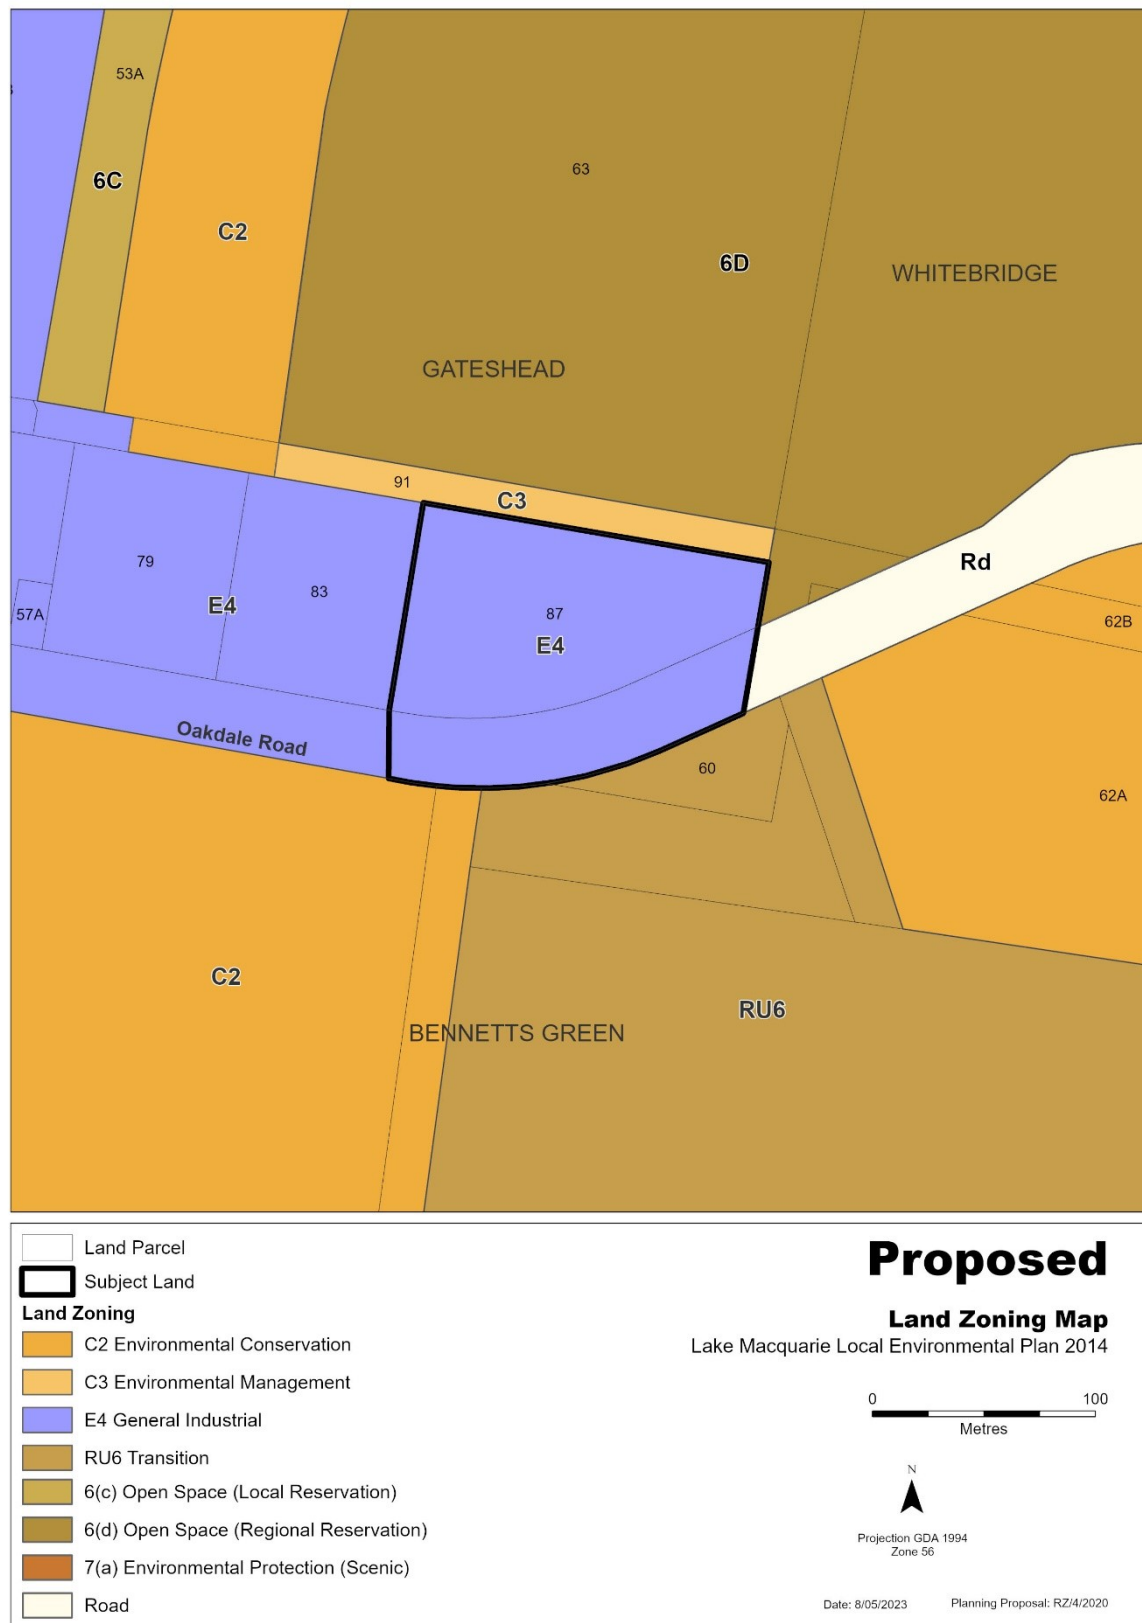 53A
6C
C2
63
6D
WHITEBRIDGE
GATESHEAD
91
C3
Rd
79
83
87
57A
E4
E4
62B
Oakdale Road
60
62A
C2
RU6
BENNETTS GREEN
Land Parcel
Subject Land
Land Zoning
C2 Environmental Conservation
C3 Environmental Management
E4 General Industrial
RU6 Transition
6(c) Open Space (Local Reservation)
6(d) Open Space (Regional Reservation)
7(a) Environmental Protection (Scenic)
Road
Proposed
Land Zoning Map
Lake Macquarie Local Environmental Plan 2014
0 100
Metres
N
Projection GDA 1994
Zone 56
Date: 8/05/2023 Planning Proposal: RZ/4/2020